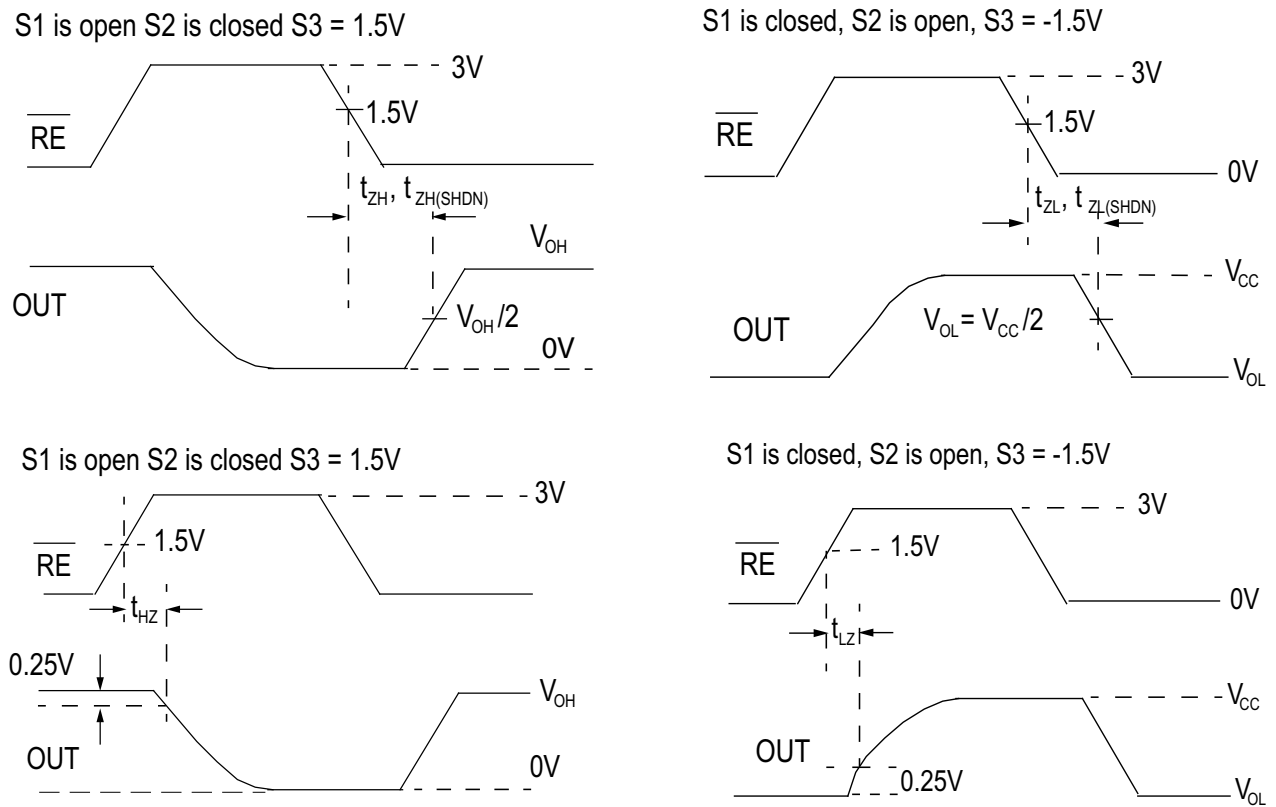 S1 is open S2 is closed S3 = 1.5V
3V
1.5V
RE
tZH, tZH(SHDN)
VOH
OUT
VOH/2
0V
S1 is closed, S2 is open, S3 = -1.5V
3V
1.5V
RE
0V
tZL, tZL(SHDN)
VCC
OUT
VOL= VCC/2
VOL
S1 is open S2 is closed S3 = 1.5V
3V
1.5V
RE
tHZ
0.25V
VOH
OUT
0V
S1 is closed, S2 is open, S3 = -1.5V
3V
1.5V
RE
0V
tLZ
VCC
OUT
0.25V
VOL